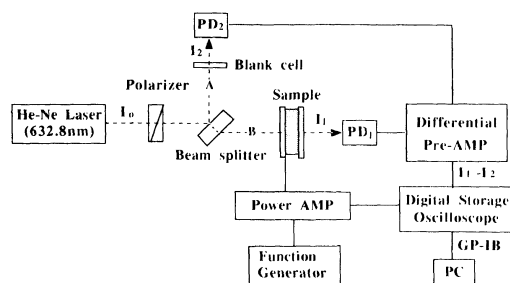 PD2
I2
Blank cell
Polarizer
A
Sample
He-Ne Laser
(632.8nm)
Io
B
I1
PD1
Differential
Pre-AMP
Beam splitter
I1 -I2
Power AMP
Digital Storage
Oscilloscope
GP-IB
Function
Generator
PC